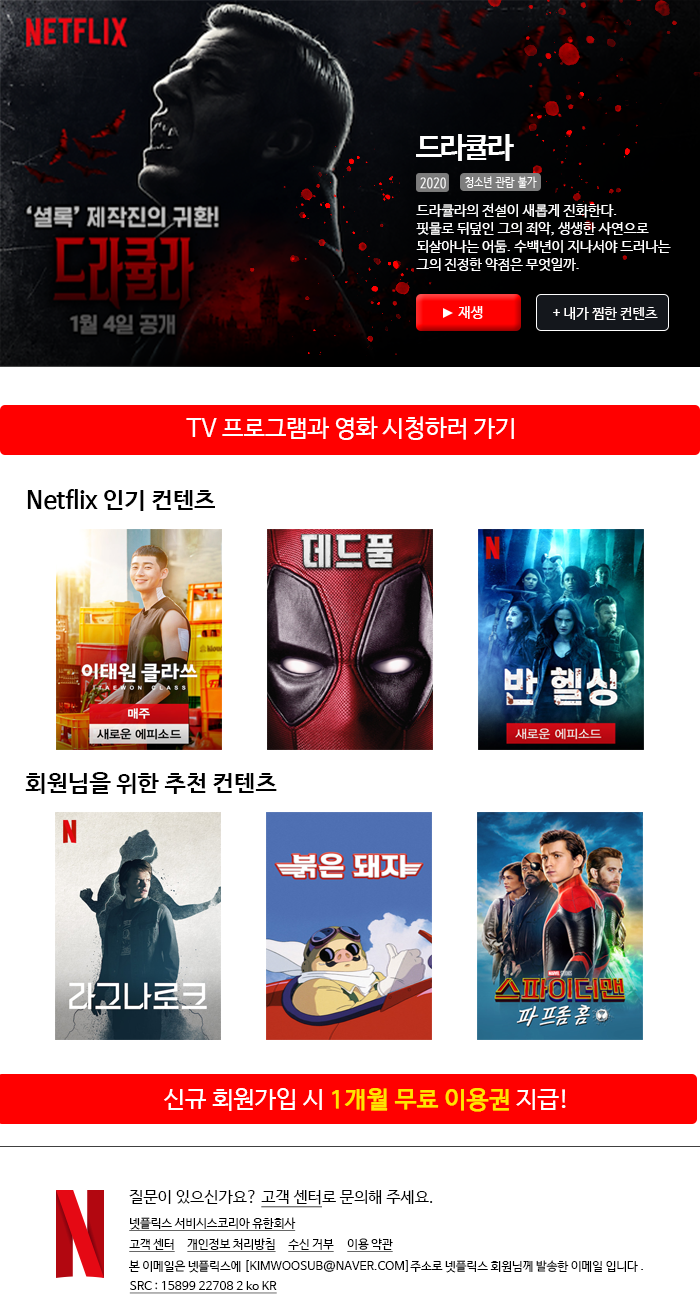 NETFLIX
'셜록' 제작진의 귀환!
드라큘라
1월 4일 공개
드라큘라
2020 청소년 관람 불가
드라큘라의 전설이 새롭게 진화한다.
핏물로 뒤덮인 그의 죄악, 생생한 사연으로
되살아나는 어둠. 수백년이 지나서야 드러나는
그의 진정한 약점은 무엇일까.
▶ 재생
+ 내가 찜한 컨텐츠
TV 프로그램과 영화 시청하러 가기
Netflix 인기 컨텐츠
이태원 클라쓰
ITAEWON CLASS
매주
새로운 에피소드
데드풀
N
반 헬싱
새로운 에피소드
회원님을 위한 추천 컨텐츠
N
라그나로크
붉은 돼지
MARVEL STUDIOS
스파이더맨
파 프롬 홈
신규 회원가입 시 1개월 무료 이용권 지급!
N
질문이 있으신가요? 고객 센터로 문의해 주세요.
넷플릭스 서비시스코리아 유한회사
고객 센터 개인정보 처리방침 수신 거부 이용 약관
본 이메일은 넷플릭스에 [KIMWOOSUB@NAVER.COM]주소로 넷플릭스 회원님께 발송한 이메일 입니다 .
SRC : 15899 22708 2 ko KR